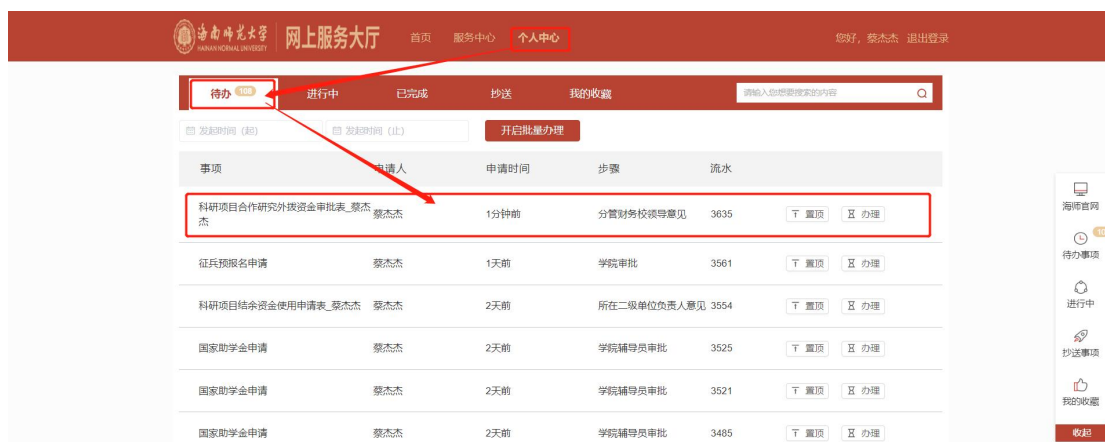 海南师范大学 网上服务大厅 首页 服务中心 个人中心 您好，蔡杰杰 退出登录
HAINAN NORMAL UNIVERSITY
待办 108 进行中 已完成 抄送 我的收藏 请输入您想要搜索的内容
发起时间（起） 发起时间（止） 开启批量办理
事项 申请人 申请时间 步骤 流水
科研项目合作研究外拨资金审批表_蔡杰
杰 蔡杰杰 1分钟前 分管财务校领导意见 3635 置顶 办理
征兵预报名申请 蔡杰杰 1天前 学院审批 3561 置顶 办理
科研项目结余资金使用申请表_蔡杰杰 蔡杰杰 2天前 所在二级单位负责人意见 3554 置顶 办理
国家助学金申请 蔡杰杰 2天前 学院辅导员审批 3525 置顶 办理
国家助学金申请 蔡杰杰 2天前 学院辅导员审批 3521 置顶 办理
国家助学金申请 蔡杰杰 2天前 学院辅导员审批 3485 置顶 办理
海师官网
待办事项
进行中
抄送事项
我的收藏
收起